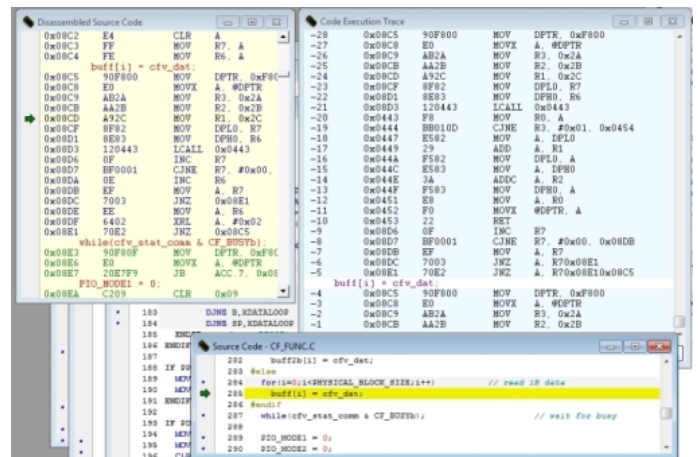 Disassembled Source Code
0x08C2 E4 CLR A
0x08C3 FF MOV R7, A
0x08C4 FE MOV R6, A
buff[i] = cfv_dat;
0x08C5 90F800 MOV DPTR, 0xF80
0x08C8 E0 MOVX A, @DPTR
0x08C9 AB2A MOV R3, 0x2A
0x08CB AA2B MOV R2, 0x2B
0x08CD A92C MOV R1, 0x2C
0x08CF 8F82 MOV DPL0, R7
0x08D1 8E83 MOV DPH0, R6
0x08D3 120443 LCALL 0x0443
0x08D6 0F INC R7
0x08D7 BF0001 CJNE R7, #0x00,
0x08DA 0E INC R6
0x08DB EF MOV A, R7
0x08DC 7003 JNZ 0x08E1
0x08DE EE MOV A, R6
0x08DF 6402 XRL A, #0x02
0x08E1 70E2 JNZ 0x08C5
while(cfv_stat_comm & CF_BUSYb);
0x08E3 90F80F MOV DPTR, 0xF80
0x08E6 E0 MOVX A, @DPTR
0x08E7 20E7F9 JB ACC.7, 0x08
PIO_MODE1 = 0;
0x08EA C209 CLR 0x09
Code Execution Trace
-28 0x08C5 90F800 MOV DPTR, 0xF800
-27 0x08C8 E0 MOVX A, @DPTR
-26 0x08C9 AB2A MOV R3, 0x2A
-25 0x08CB AA2B MOV R2, 0x2B
-24 0x08CD A92C MOV R1, 0x2C
-23 0x08CF 8F82 MOV DPL0, R7
-22 0x08D1 8E83 MOV DPH0, R6
-21 0x08D3 120443 LCALL 0x0443
-20 0x0443 F8 MOV R0, A
-19 0x0444 BB010D CJNE R3, #0x01, 0x0454
-18 0x0447 E582 MOV A, DPL0
-17 0x0449 29 ADD A, R1
-16 0x044A F582 MOV DPL0, A
-15 0x044C E583 MOV A, DPH0
-14 0x044E 3A ADDC A, R2
-13 0x044F F583 MOV DPH0, A
-12 0x0451 E8 MOV A, R0
-11 0x0452 F0 MOVX @DPTR, A
-10 0x0453 22 RET
-9 0x08D6 0F INC R7
-8 0x08D7 BF0001 CJNE R7, #0x00, 0x08DB
-7 0x08DB EF MOV A, R7
-6 0x08DC 7003 JNZ A, R70x08E1
-5 0x08E1 70E2 JNZ A, R70x08E10x08C5
buff[i] = cfv_dat;
-4 0x08C5 90F800 MOV DPTR, 0xF800
-3 0x08C8 E0 MOVX A, @DPTR
-2 0x08C9 AB2A MOV R3, 0x2A
-1 0x08CB AA2B MOV R2, 0x2B
183 DJNE B,XDATALOOP
184 DJNE SP,XDATALOOP
185
186 ENDIF
187
188 IF
189 MOV
190 MOV
191 ENDIF
192
193 IF
194 MOV
195 MOV
196
Source Code - CF_FUNC.C
282 buff2b[i] = cfv_dat;
283 #else
284 for(i=0;i<PHYSICAL_BLOCK_SIZE;i++) // read IB data
285 buff[i] = cfv_dat;
286 #endif
287 while(cfv_stat_comm & CF_BUSYb); // wait for busy
288
289 PIO_MODE1 = 0;
290 PIO_MODE2 = 0;